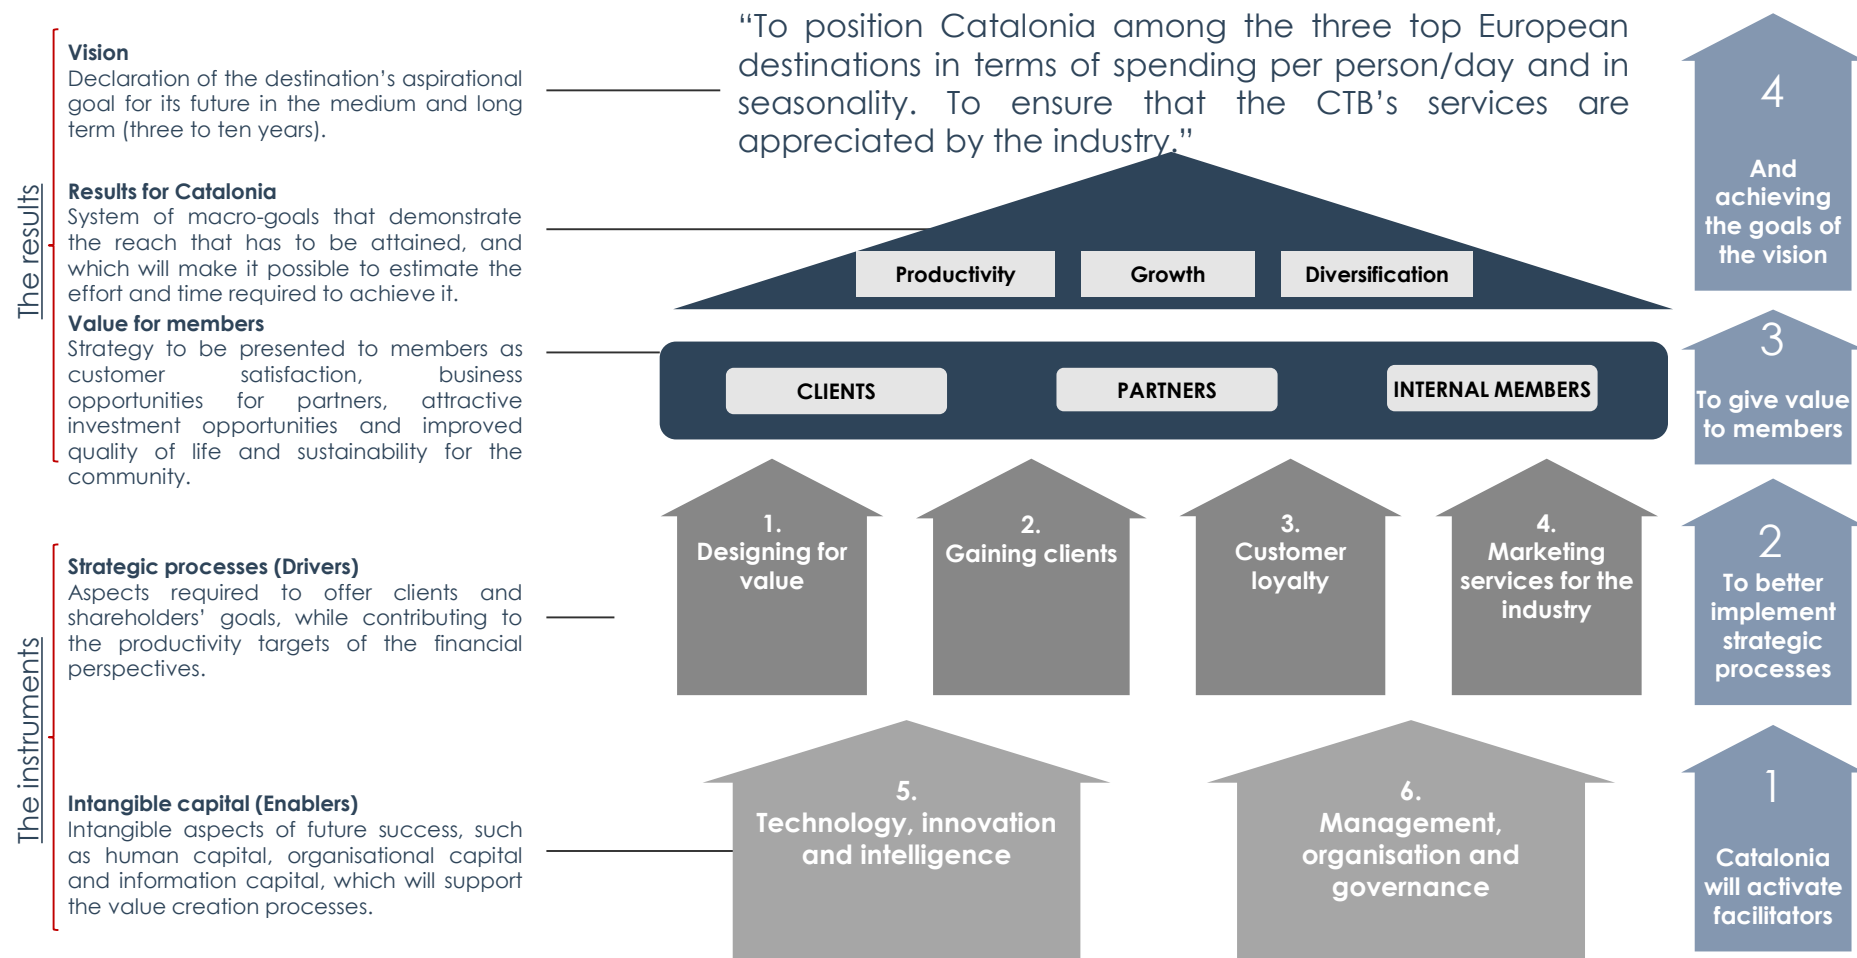 The results
Vision
Declaration of the destination’s aspirational
goal for its future in the medium and long
term (three to ten years).
Results for Catalonia
System of macro-goals that demonstrate
the reach that has to be attained, and
which will make it possible to estimate the
effort and time required to achieve it.
Value for members
Strategy to be presented to members as
customer satisfaction, business
opportunities for partners, attractive
investment opportunities and improved
quality of life and sustainability for the
community.
The instruments
Strategic processes (Drivers)
Aspects required to offer clients and
shareholders’ goals, while contributing to
the productivity targets of the financial
perspectives.
Intangible capital (Enablers)
Intangible aspects of future success, such
as human capital, organisational capital
and information capital, which will support
the value creation processes.
“To position Catalonia among the three top European
destinations in terms of spending per person/day and in
seasonality. To ensure that the CTB’s services are
appreciated by the industry.”
Productivity
Growth
Diversification
CLIENTS
PARTNERS
INTERNAL MEMBERS
1.
Designing for
value
2.
Gaining clients
3.
Customer
loyalty
4.
Marketing
services for the
industry
5.
Technology, innovation
and intelligence
6.
Management,
organisation and
governance
4
And
achieving
the goals of
the vision
3
To give value
to members
2
To better
implement
strategic
processes
1
Catalonia
will activate
facilitators